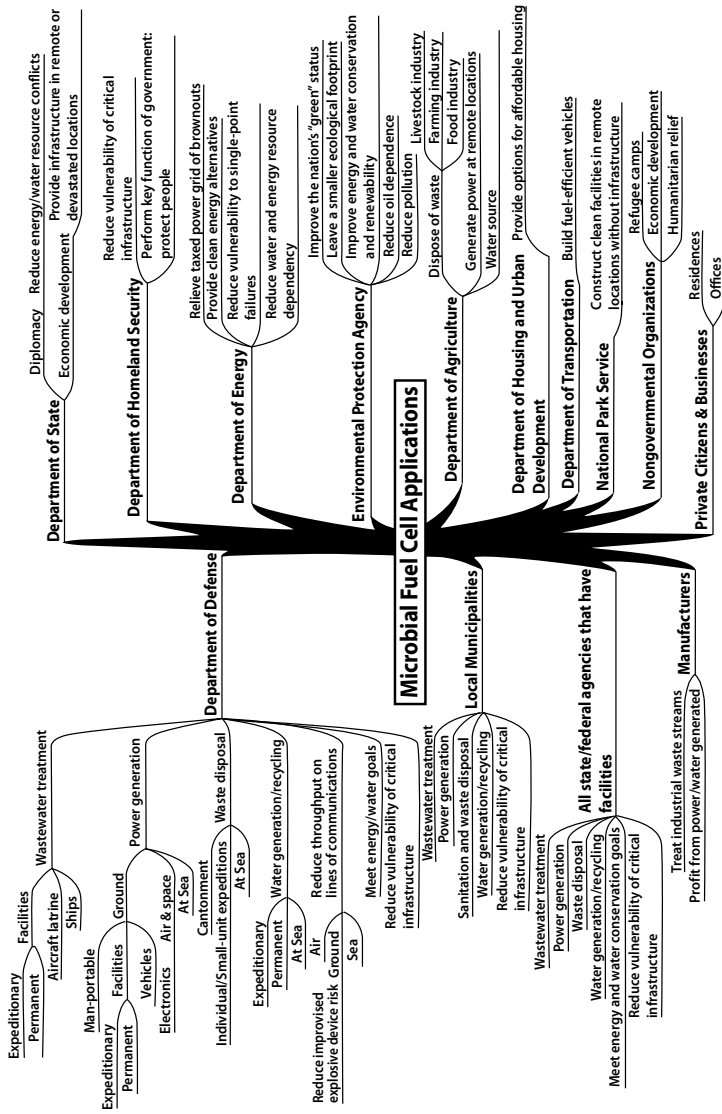 Microbial Fuel Cell Applications
Department of Defense
Wastewater treatment
Facilities
Expeditionary
Permanent
Aircraft latrine
Ships
Power generation
Ground
Man-portable
Facilities
Expeditionary
Permanent
Vehicles
Electronics
Air & space
At Sea
Waste disposal
Cantonment
Individual/Small-unit expeditions
At Sea
Water generation/recycling
Expeditionary
Permanent
At Sea
Reduce throughput on
lines of communications
Air
Ground
Reduce improvised
explosive device risk
Sea
Meet energy/water goals
Reduce vulnerability of critical
infrastructure
Local Municipalities
Wastewater treatment
Power generation
Sanitation and waste disposal
Water generation/recycling
Reduce vulnerability of critical
infrastructure
All state/federal agencies that have
facilities
Wastewater treatment
Power generation
Waste disposal
Water generation/recycling
Meet energy and water conservation goals
Reduce vulnerability of critical
infrastructure
Manufacturers
Treat industrial waste streams
Profit from power/water generated
Department of State
Diplomacy
Reduce energy/water resource conflicts
Economic development
Provide infrastructure in remote or
devastated locations
Department of Homeland Security
Reduce vulnerability of critical
infrastructure
Perform key function of government:
protect people
Department of Energy
Relieve taxed power grid of brownouts
Provide clean energy alternatives
Reduce vulnerability to single-point
failures
Reduce water and energy resource
dependency
Environmental Protection Agency
Improve the nation's "green" status
Leave a smaller ecological footprint
Improve energy and water conservation
and renewability
Reduce oil dependence
Reduce pollution
Department of Agriculture
Dispose of waste
Livestock industry
Farming industry
Food industry
Generate power at remote locations
Water source
Department of Housing and Urban
Development
Provide options for affordable housing
Department of Transportation
Build fuel-efficient vehicles
National Park Service
Construct clean facilities in remote
locations without infrastructure
Nongovernmental Organizations
Refugee camps
Economic development
Humanitarian relief
Private Citizens & Businesses
Residences
Offices